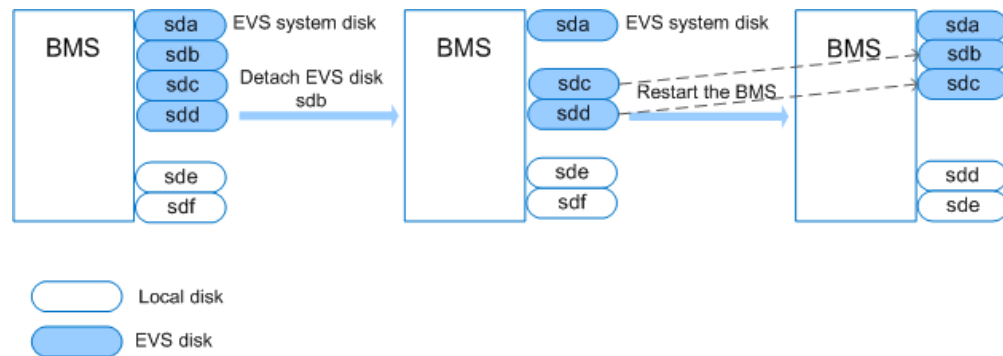 BMS
sda
EVS system disk
sdb
sdc
sdd
sde
sdf
Detach EVS disk
sdb
BMS
sda
EVS system disk
sdc
sdd
sde
sdf
Restart the BMS
BMS
sda
sdb
sdc
sdd
sde
Local disk
EVS disk